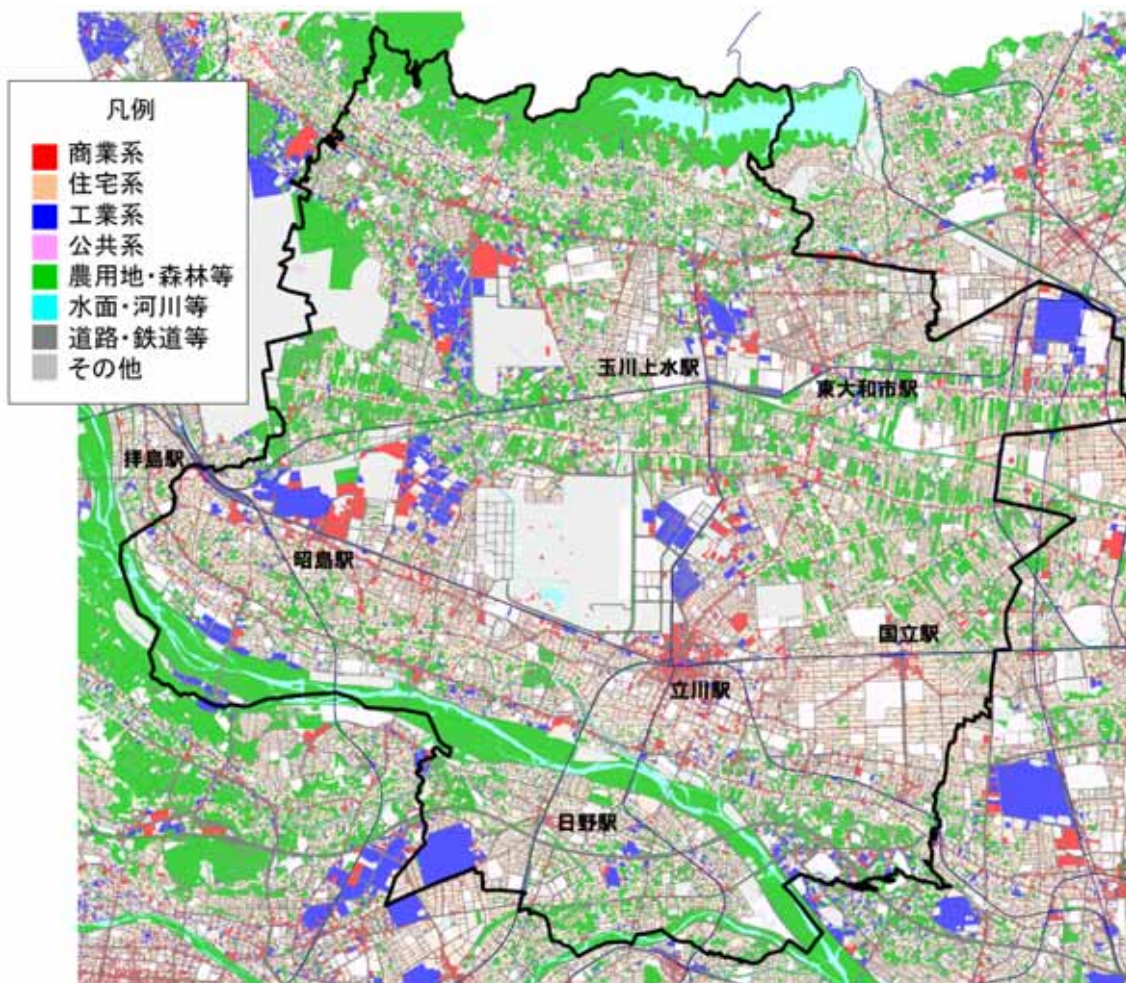 凡例
商業系
住宅系
工業系
公共系
農用地・森林等
水面・河川等
道路・鉄道等
その他
玉川上水駅
東大和市駅
拝島駅
昭島駅
国立駅
立川駅
日野駅